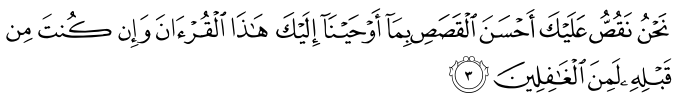 نَحْنُ نَقُصُّ عَلَيْكَ أَحْسَنَ ٱلْقَصَصِ بِمَآ أَوْحَيْنَآ إِلَيْكَ هَٰذَا ٱلْقُرْءَانَ وَإِن كُنتَ مِن
قَبْلِهِۦ لَمِنَ ٱلْغَٰفِلِينَ ٣